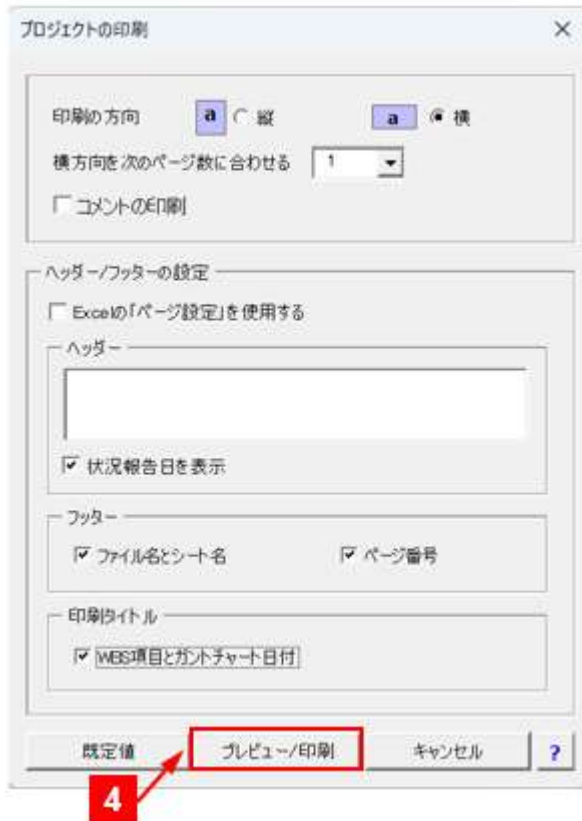 プロジェクトの印刷
印刷の方向 a 縦 a 横
横方向を次のページ数に合わせる 1
コメントの印刷
ヘッダー/フッターの設定
Excelの「ページ設定」を使用する
ヘッダー
状況報告日を表示
フッター
ファイル名とシート名 ページ番号
印刷タイトル
WBS項目とガントチャート日付
既定値 プレビュー/印刷 キャンセル ?
4